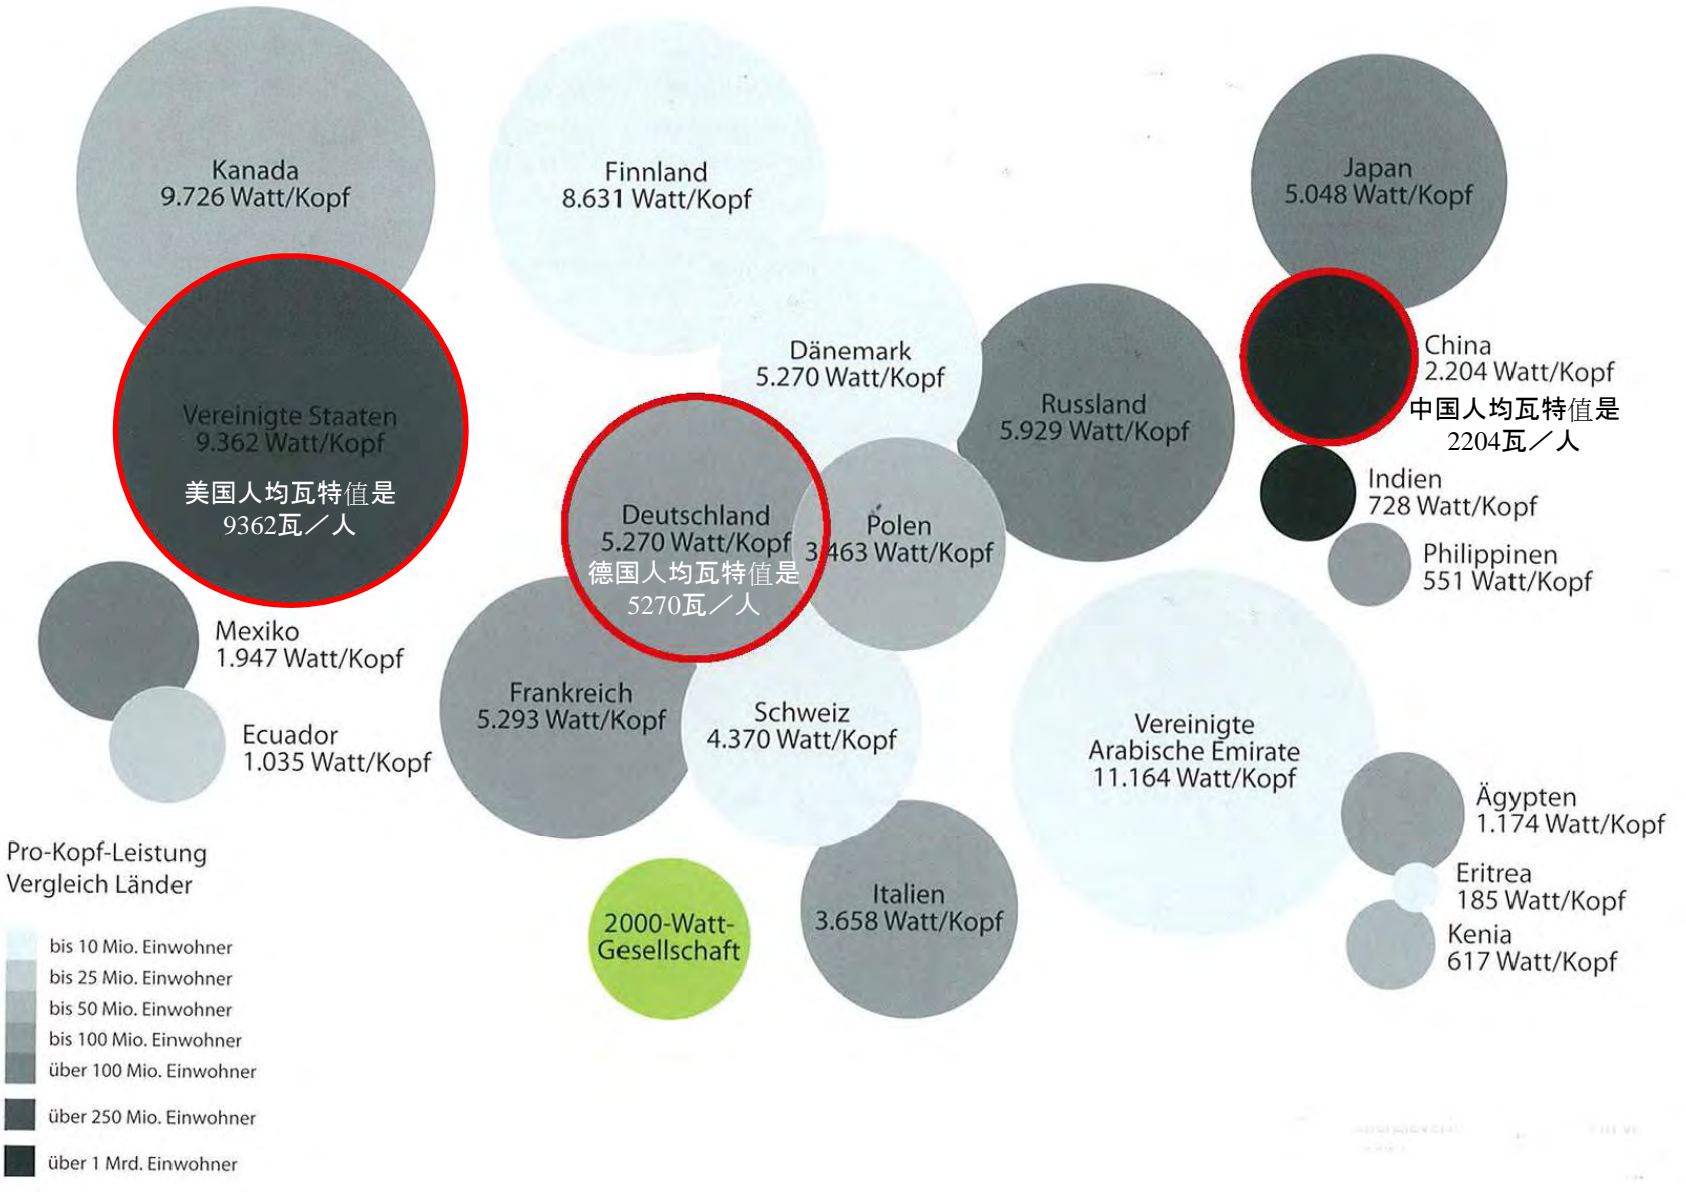 Kanada
9.726 Watt/Kopf
Finnland
8.631 Watt/Kopf
Japan
5.048 Watt/Kopf
Dänemark
5.270 Watt/Kopf
Russland
5.929 Watt/Kopf
China
2.204 Watt/Kopf
中国人均瓦特值是
2204瓦／人
Vereinigte Staaten
9.362 Watt/Kopf
美国人均瓦特值是
9362瓦／人
Deutschland
5.270 Watt/Kopf
德国人均瓦特值是
5270瓦／人
Polen
3.463 Watt/Kopf
Indien
728 Watt/Kopf
Philippinen
551 Watt/Kopf
Mexiko
1.947 Watt/Kopf
Ecuador
1.035 Watt/Kopf
Frankreich
5.293 Watt/Kopf
Schweiz
4.370 Watt/Kopf
Vereinigte
Arabische Emirate
11.164 Watt/Kopf
Ägypten
1.174 Watt/Kopf
Eritrea
185 Watt/Kopf
Kenia
617 Watt/Kopf
2000-Watt-
Gesellschaft
Italien
3.658 Watt/Kopf
Pro-Kopf-Leistung
Vergleich Länder
bis 10 Mio. Einwohner
bis 25 Mio. Einwohner
bis 50 Mio. Einwohner
bis 100 Mio. Einwohner
über 100 Mio. Einwohner
über 250 Mio. Einwohner
über 1 Mrd. Einwohner